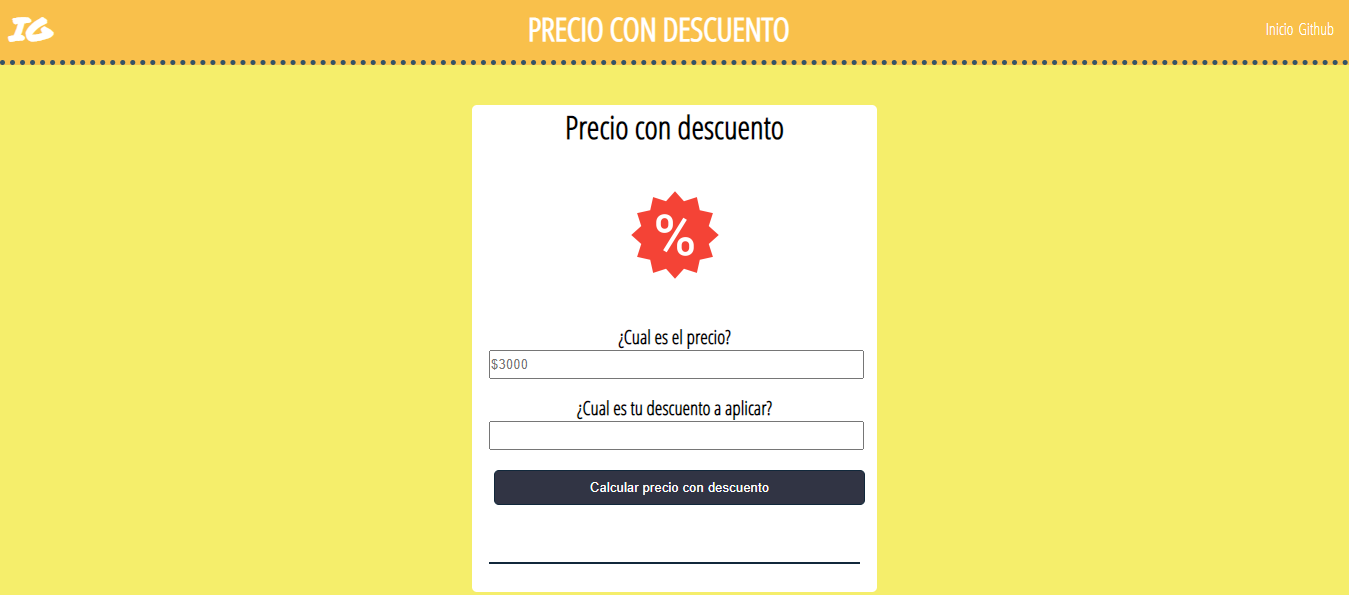 IG
PRECIO CON DESCUENTO
Inicio Github
Precio con descuento
%
¿Cual es el precio?
$3000
¿Cual es tu descuento a aplicar?
Calcular precio con descuento